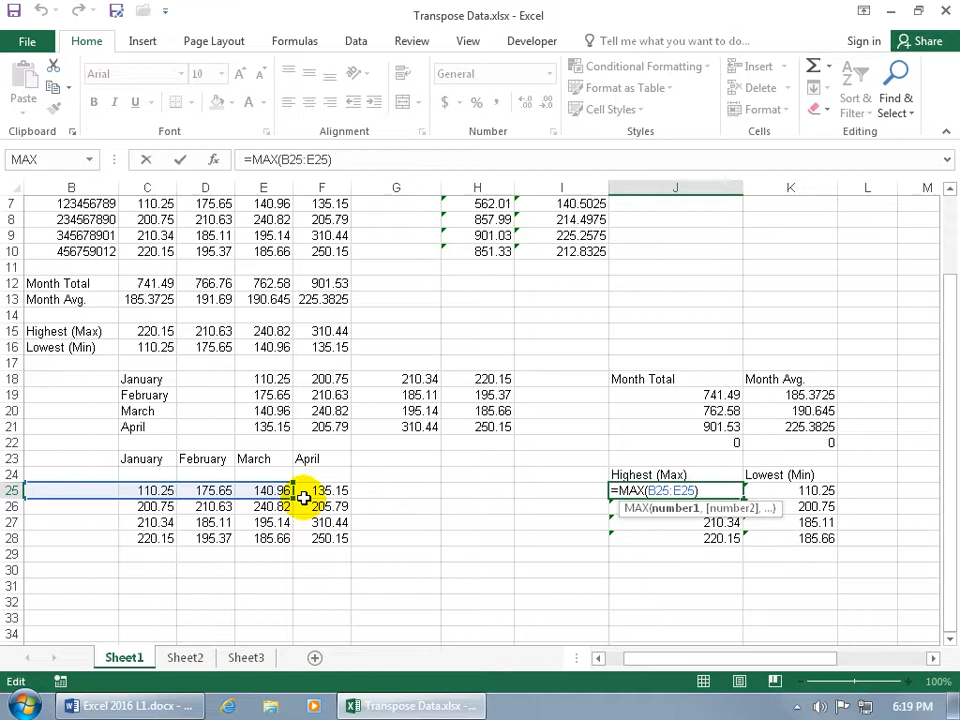 Transpose Data.xlsx - Excel
File Home Insert Page Layout Formulas Data Review View Developer Tell me what you want to do... Sign in Share
Paste Arial 10 General Conditional Formatting Insert
B I U $ % , Format as Table Delete Sort & Find &
Cell Styles Format Filter Select
Clipboard Font Alignment Number Styles Cells Editing
MAX =MAX(B25:E25)
B C D E F G H I J K L M
7 123456789 110.25 175.65 140.96 135.15 562.01 140.5025
8 234567890 200.75 210.63 240.82 205.79 857.99 214.4975
9 345678901 210.34 185.11 195.14 310.44 901.03 225.2575
10 456759012 220.15 195.37 185.66 250.15 851.33 212.8325
11
12 Month Total 741.49 766.76 762.58 901.53
13 Month Avg. 185.3725 191.69 190.645 225.3825
14
15 Highest (Max) 220.15 210.63 240.82 310.44
16 Lowest (Min) 110.25 175.65 140.96 135.15
17
18 January 110.25 200.75 210.34 220.15 Month Total Month Avg.
19 February 175.65 210.63 185.11 195.37 741.49 185.3725
20 March 140.96 240.82 195.14 185.66 762.58 190.645
21 April 135.15 205.79 310.44 250.15 901.53 225.3825
22 0 0
23 January February March April
24 Highest (Max) Lowest (Min)
25 110.25 175.65 140.96 135.15 =MAX(B25:E25) 110.25
26 200.75 210.63 240.82 205.79 MAX(number1, [number2], ...) 200.75
27 210.34 185.11 195.14 310.44 210.34 185.11
28 220.15 195.37 185.66 250.15 220.15 185.66
29
30
31
32
33
34
Sheet1 Sheet2 Sheet3
Edit 100%
Excel 2016 L1.docx - ... Transpose Data.xlsx -... 6:19 PM